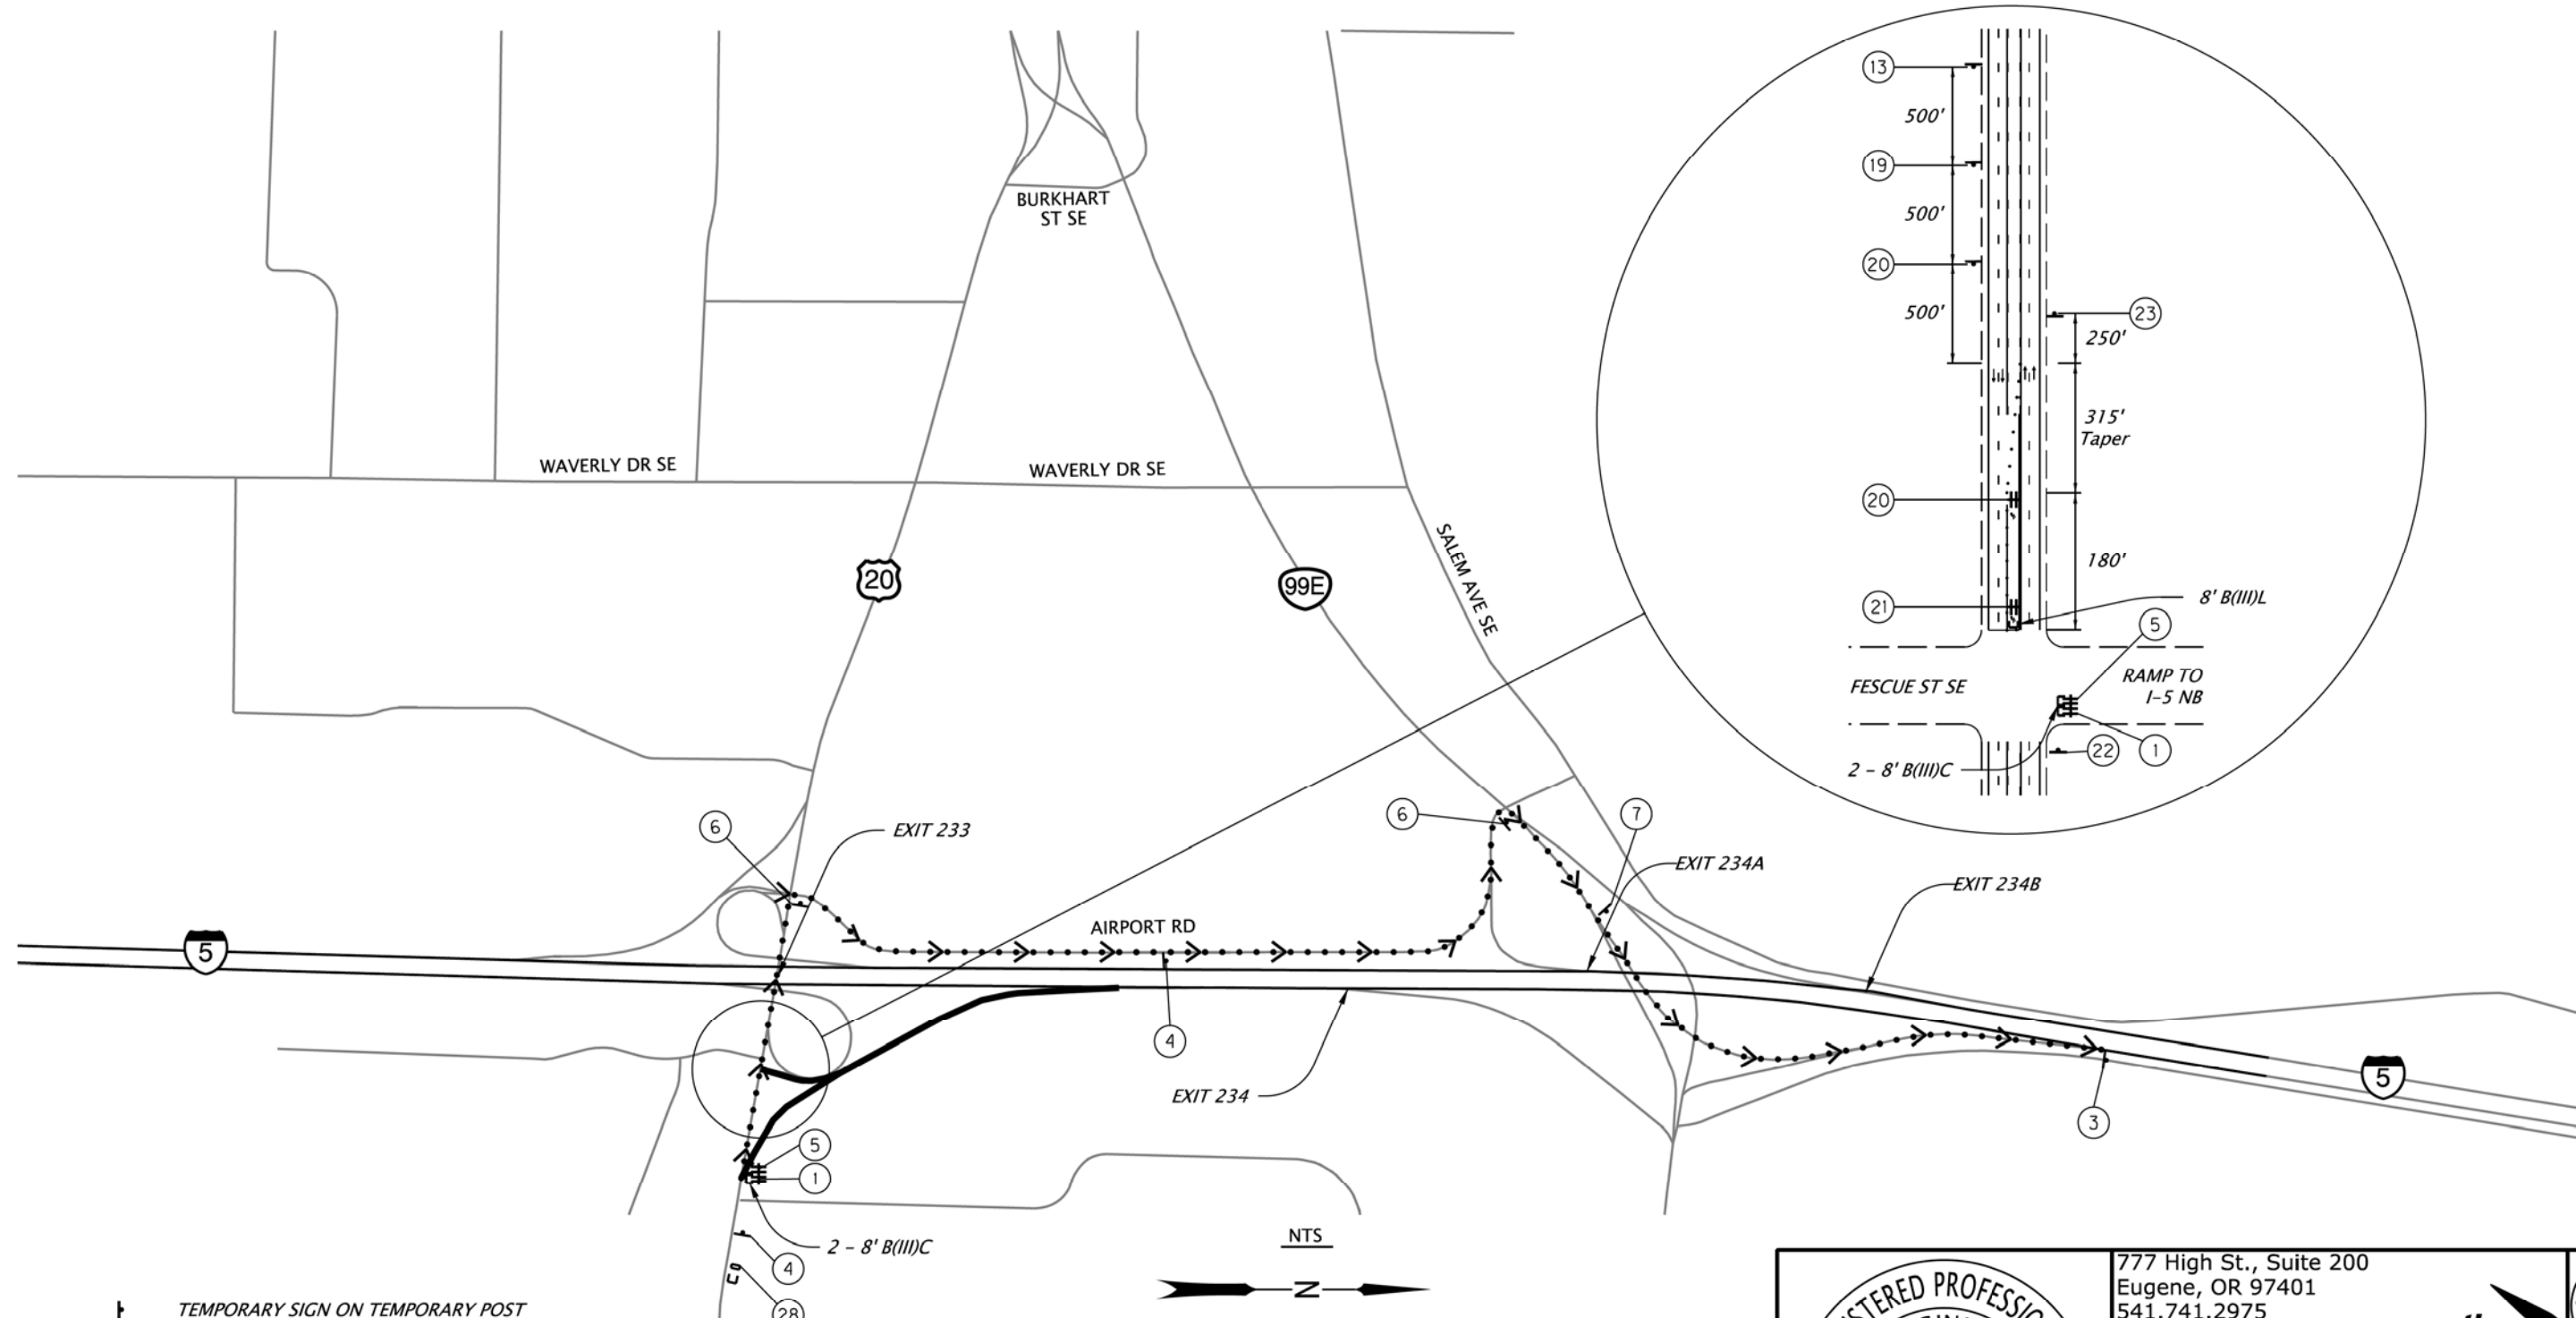 13
500'
19
500'
20
500'
23
250'
315'
Taper
20
180'
21
8' B(III)L
5
FESCUE ST SE
RAMP TO
I-5 NB
22
1
2 - 8' B(III)C
BURKHART
ST SE
WAVERLY DR SE
WAVERLY DR SE
20
99E
SALEM AVE SE
6
EXIT 233
6
7
EXIT 234A
EXIT 234B
AIRPORT RD
5
4
EXIT 234
5
3
5
1
2 - 8' B(III)C
4
28
NTS
N
TEMPORARY SIGN ON TEMPORARY POST
777 High St., Suite 200
Eugene, OR 97401
541.741.2975